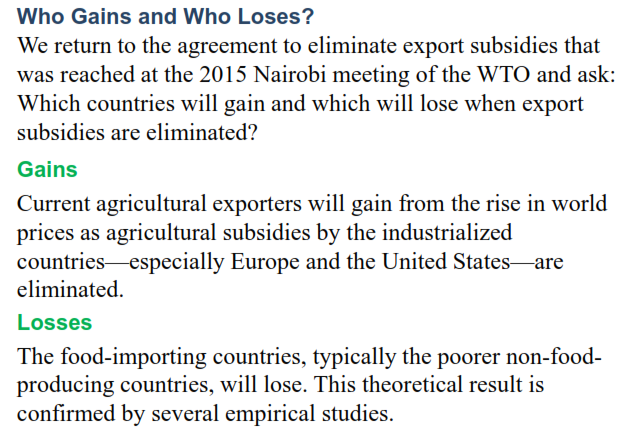 Who Gains and Who Loses?
We return to the agreement to eliminate export subsidies that
was reached at the 2015 Nairobi meeting of the WTO and ask:
Which countries will gain and which will lose when export
subsidies are eliminated?
Gains
Current agricultural exporters will gain from the rise in world
prices as agricultural subsidies by the industrialized
countries—especially Europe and the United States—are
eliminated.
Losses
The food-importing countries, typically the poorer non-food-
producing countries, will lose. This theoretical result is
confirmed by several empirical studies.